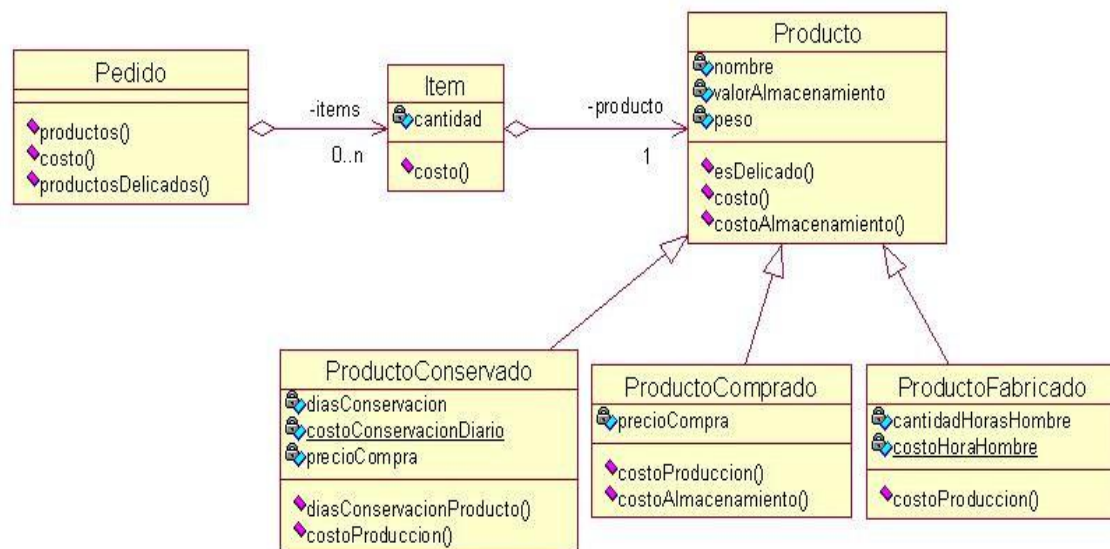 Pedido
productos()
costo()
productosDelicados()
-items
0..n
Item
cantidad
costo()
-producto
1
Producto
nombre
valorAlmacenamiento
peso
esDelicado()
costo()
costoAlmacenamiento()
ProductoConservado
diasConservacion
costoConservacionDiario
precioCompra
diasConservacionProducto()
costoProduccion()
ProductoComprado
precioCompra
costoProduccion()
costoAlmacenamiento()
ProductoFabricado
cantidadHorasHombre
costoHoraHombre
costoProduccion()